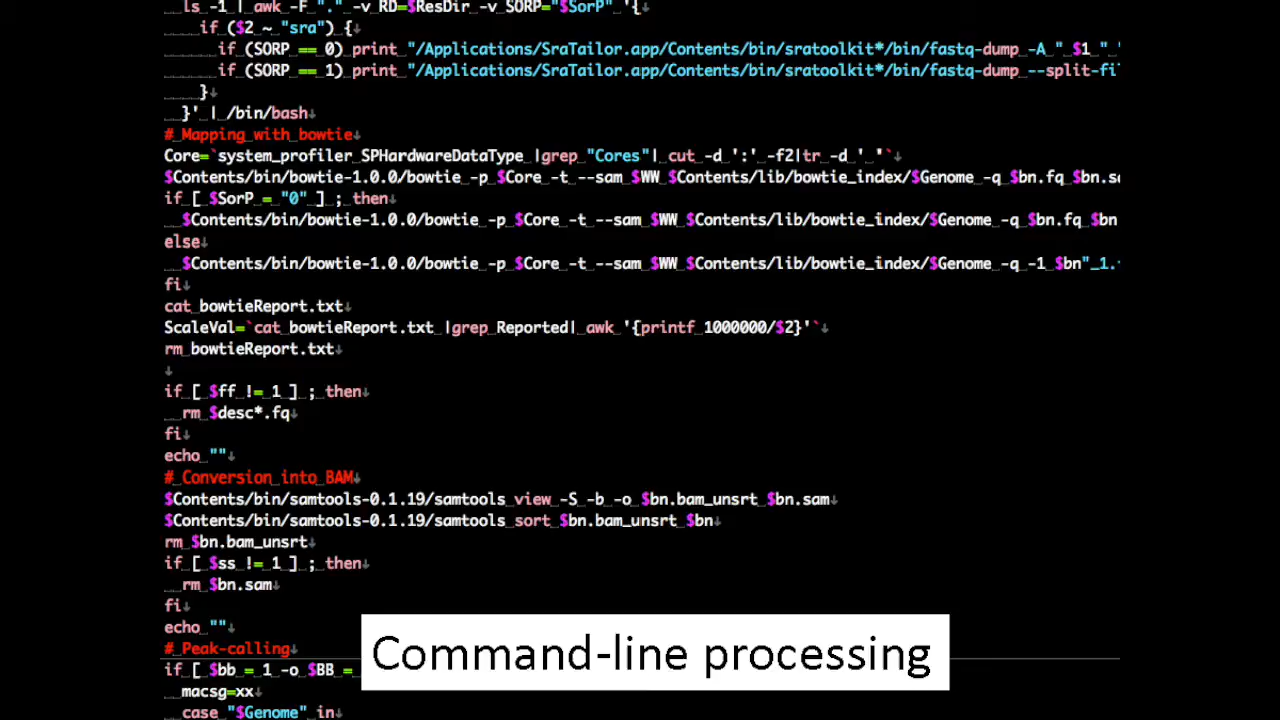 ls -1 | awk -F "." -v RD=$ResDir -v SORP="$SorP" '{↓
if ($2 ~ "sra") {↓
if (SORP == 0) print "/Applications/SraTailor.app/Contents/bin/sratoolkit*/bin/fastq-dump -A " $1 " '
if (SORP == 1) print "/Applications/SraTailor.app/Contents/bin/sratoolkit*/bin/fastq-dump --split-fi
}↓
}' | /bin/bash↓
# Mapping with bowtie↓
Core=`system_profiler SPHardwareDataType |grep "Cores"| cut -d ':' -f2|tr -d ' '`↓
$Contents/bin/bowtie-1.0.0/bowtie -p $Core -t --sam $WW $Contents/lib/bowtie_index/$Genome -q $bn.fq $bn.sa
if [ $SorP = "0" ] ; then↓
$Contents/bin/bowtie-1.0.0/bowtie -p $Core -t --sam $WW $Contents/lib/bowtie_index/$Genome -q $bn.fq $bn
else↓
$Contents/bin/bowtie-1.0.0/bowtie -p $Core -t --sam $WW $Contents/lib/bowtie_index/$Genome -q -1 $bn"_1.
fi↓
cat bowtieReport.txt↓
ScaleVal=`cat bowtieReport.txt |grep Reported| awk '{printf 1000000/$2}'`↓
rm bowtieReport.txt↓
↓
if [ $ff != 1 ] ; then↓
rm $desc*.fq↓
fi↓
echo ""↓
# Conversion into BAM↓
$Contents/bin/samtools-0.1.19/samtools view -S -b -o $bn.bam_unsrt $bn.sam↓
$Contents/bin/samtools-0.1.19/samtools sort $bn.bam_unsrt $bn↓
rm $bn.bam_unsrt↓
if [ $ss != 1 ] ; then↓
rm $bn.sam↓
fi↓
echo ""↓
# Peak-calling↓
if [ $bb = 1 -o $BB =
macsg=xx↓
case "$Genome" in↓
Command-line processing